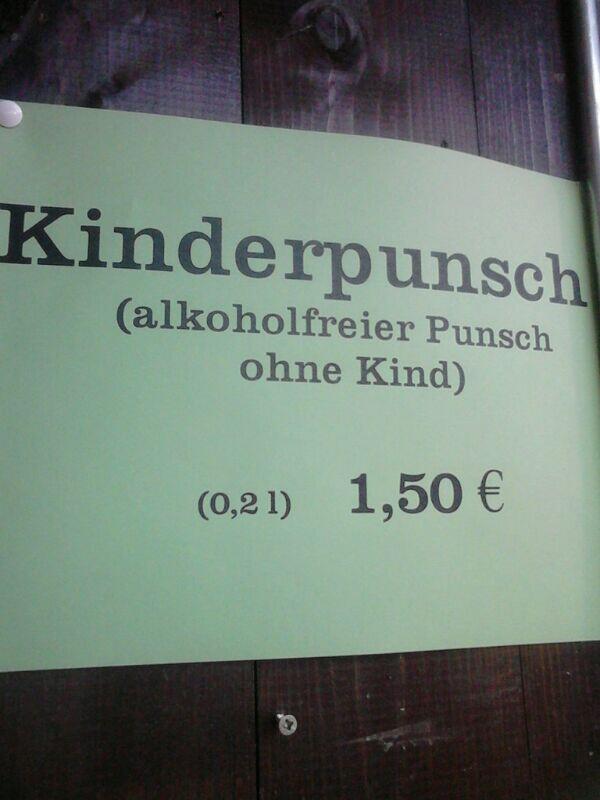 Kinderpunsch
(alkoholfreier Punsch
ohne Kind)
(0,2 l) 1,50 €